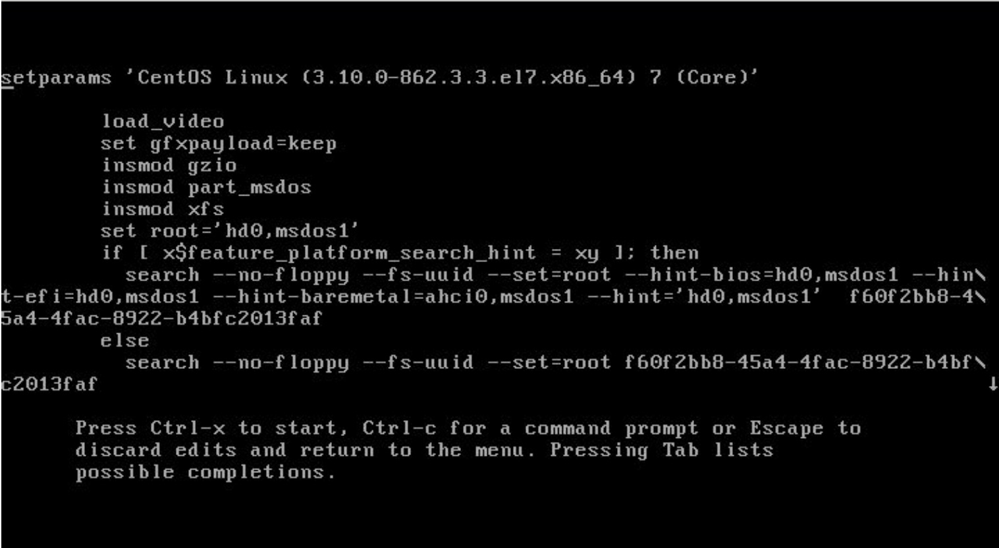 setparams 'CentOS Linux (3.10.0-862.3.3.el7.x86_64) 7 (Core)'
load_video
set gfxpayload=keep
insmod gzio
insmod part_msdos
insmod xfs
set root='hd0,msdos1'
if [ x$feature_platform_search_hint = xy ]; then
search --no-floppy --fs-uuid --set=root --hint-bios=hd0,msdos1 --hin\
t-efi=hd0,msdos1 --hint-baremetal=ahci0,msdos1 --hint='hd0,msdos1'  f60f2bb8-4\
5a4-4fac-8922-b4bfc2013faf
else
search --no-floppy --fs-uuid --set=root f60f2bb8-45a4-4fac-8922-b4bf\
c2013faf ↓
Press Ctrl-x to start, Ctrl-c for a command prompt or Escape to
discard edits and return to the menu. Pressing Tab lists
possible completions.